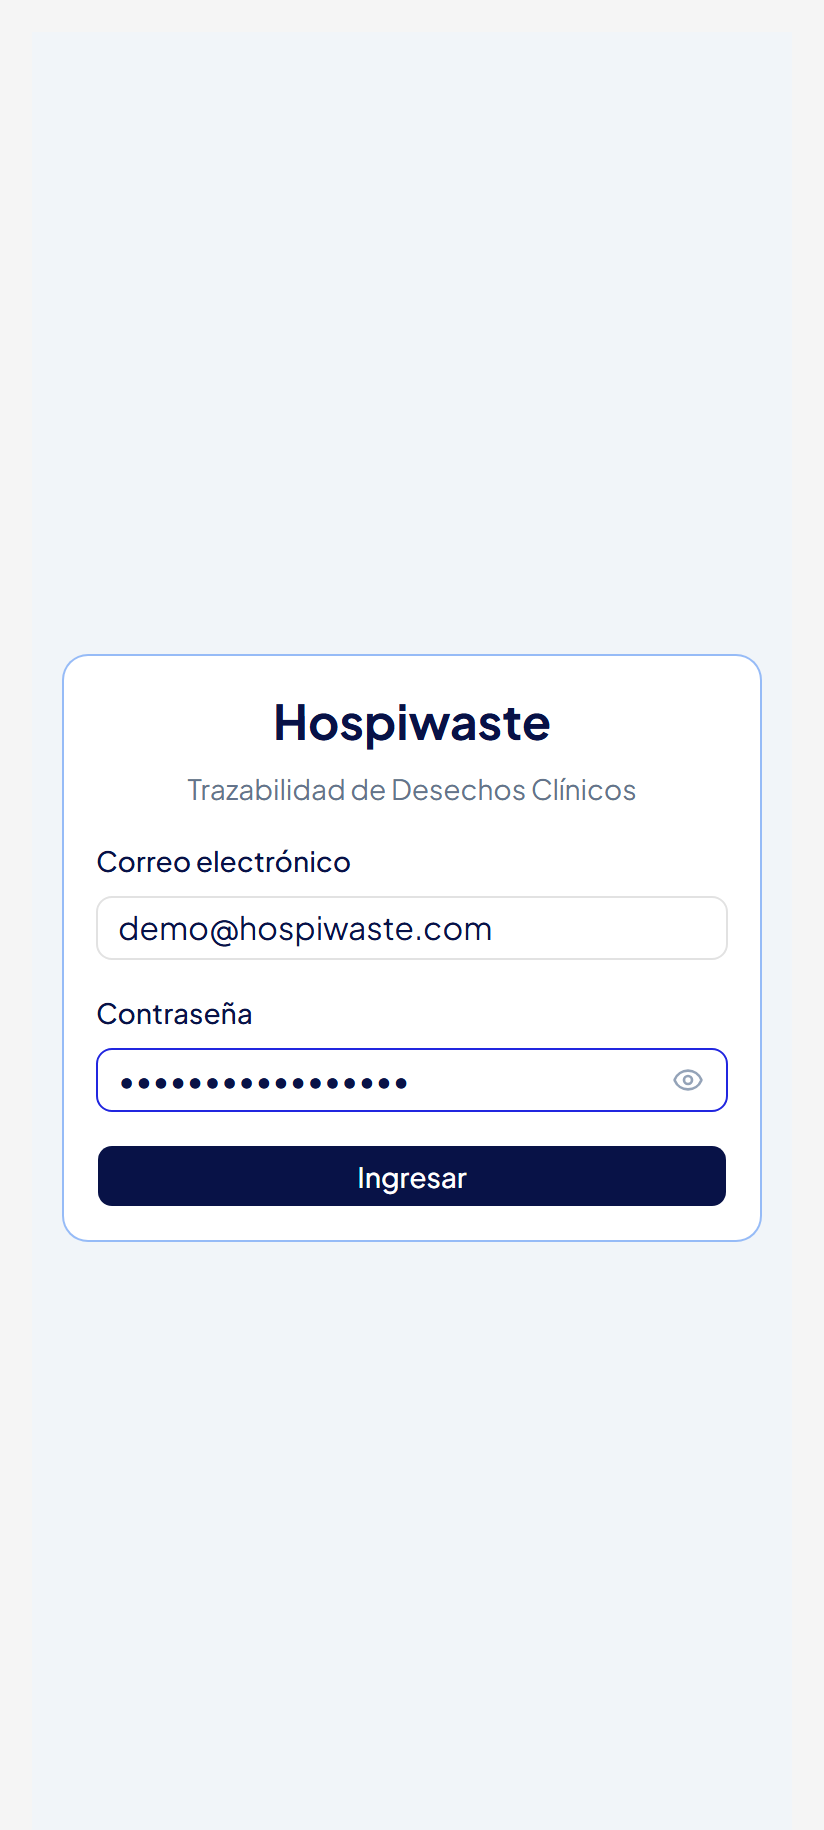 Hospiwaste
Trazabilidad de Desechos Clínicos
Correo electrónico
demo@hospiwaste.com
Contraseña
•••••••••••••••••
Ingresar